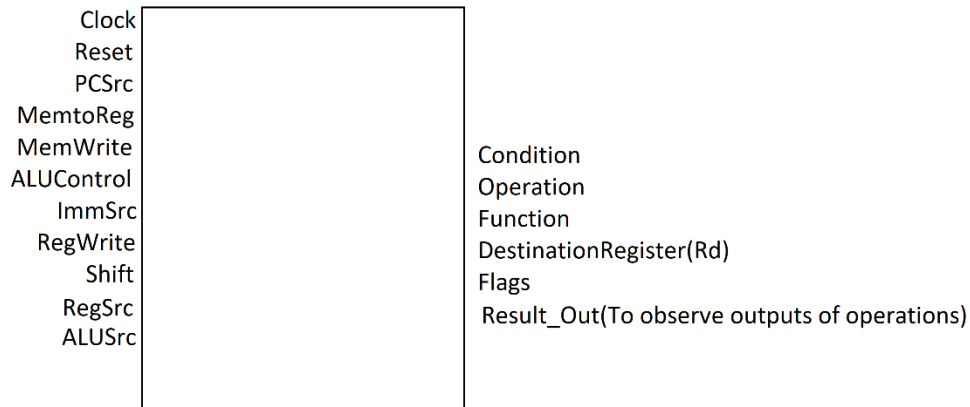 Clock
Reset
PCSrc
MemtoReg
MemWrite
ALUControl
ImmSrc
RegWrite
Shift
RegSrc
ALUSrc
Condition
Operation
Function
DestinationRegister(Rd)
Flags
Result_Out(To observe outputs of operations)